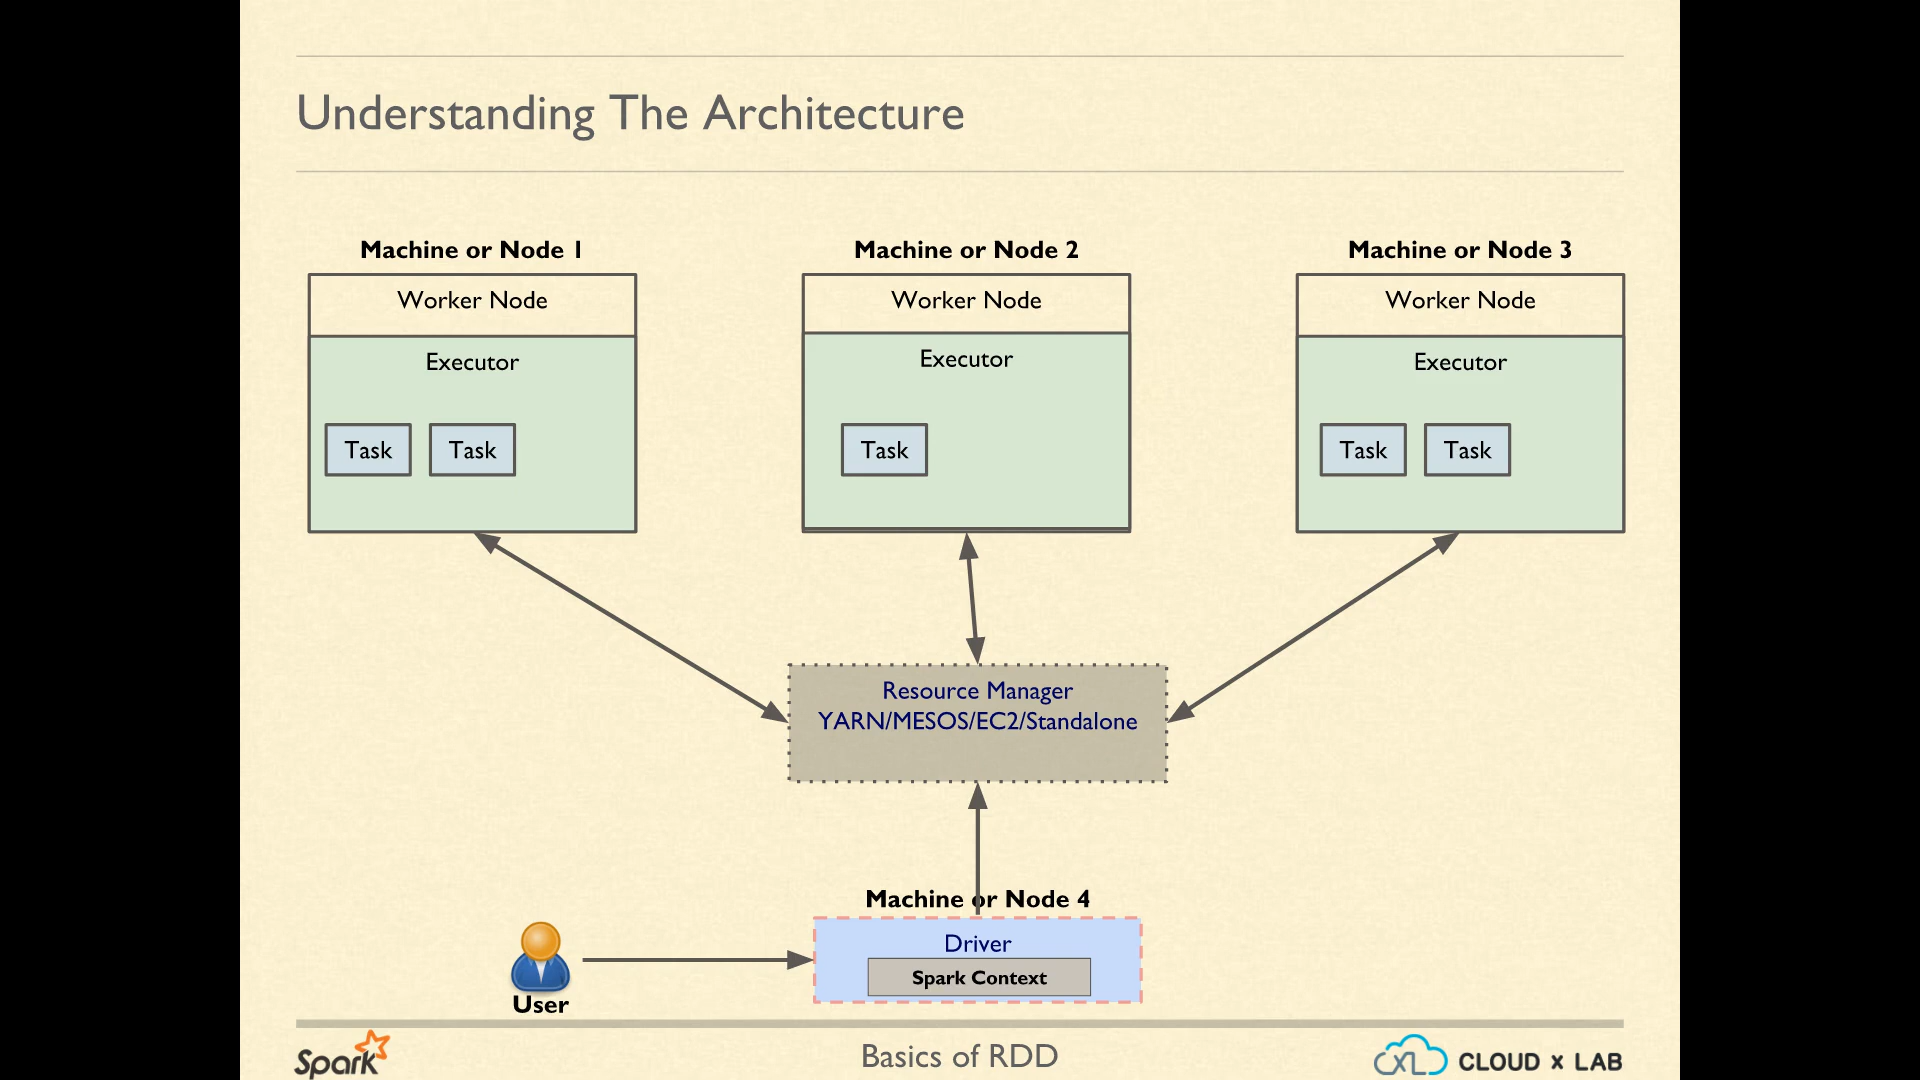 Understanding The Architecture
Machine or Node 1
Machine or Node 2
Machine or Node 3
Worker Node
Worker Node
Worker Node
Executor
Executor
Executor
Task
Task
Task
Task
Task
Resource Manager
YARN/MESOS/EC2/Standalone
Machine or Node 4
Driver
Spark Context
User
Spark
Basics of RDD
CXL CLOUD x LAB